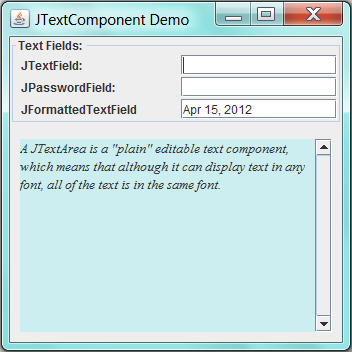 JTextComponent Demo
Text Fields:
JTextField:
JPasswordField:
JFormattedTextField Apr 15, 2012
A JTextArea is a "plain" editable text component,
which means that although it can display text in any
font, all of the text is in the same font.